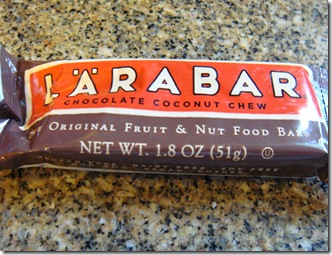 LÄRABAR
CHOCOLATE COCONUT CHEW
ORIGINAL FRUIT & NUT FOOD BAR
NET WT. 1.8 OZ (51g) U